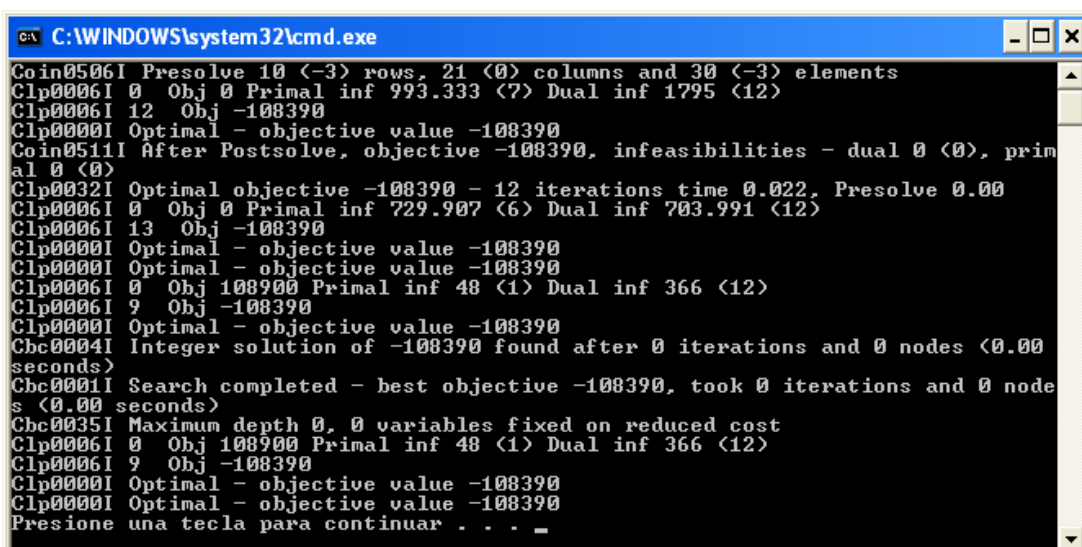 C:\WINDOWS\system32\cmd.exe
Coin0506I Presolve 10 (-3) rows, 21 (0) columns and 30 (-3) elements
Clp0006I 0  Obj 0 Primal inf 993.333 (7) Dual inf 1795 (12)
Clp0006I 12  Obj -108390
Clp0000I Optimal - objective value -108390
Coin0511I After Postsolve, objective -108390, infeasibilities - dual 0 (0), prim
al 0 (0)
Clp0032I Optimal objective -108390 - 12 iterations time 0.022, Presolve 0.00
Clp0006I 0  Obj 0 Primal inf 729.907 (6) Dual inf 703.991 (12)
Clp0006I 13  Obj -108390
Clp0000I Optimal - objective value -108390
Clp0000I Optimal - objective value -108390
Clp0006I 0  Obj 108900 Primal inf 48 (1) Dual inf 366 (12)
Clp0006I 9  Obj -108390
Clp0000I Optimal - objective value -108390
Cbc0004I Integer solution of -108390 found after 0 iterations and 0 nodes (0.00
seconds)
Cbc0001I Search completed - best objective -108390, took 0 iterations and 0 node
s (0.00 seconds)
Cbc0035I Maximum depth 0, 0 variables fixed on reduced cost
Clp0006I 0  Obj 108900 Primal inf 48 (1) Dual inf 366 (12)
Clp0006I 9  Obj -108390
Clp0000I Optimal - objective value -108390
Clp0000I Optimal - objective value -108390
Presione una tecla para continuar . . . _